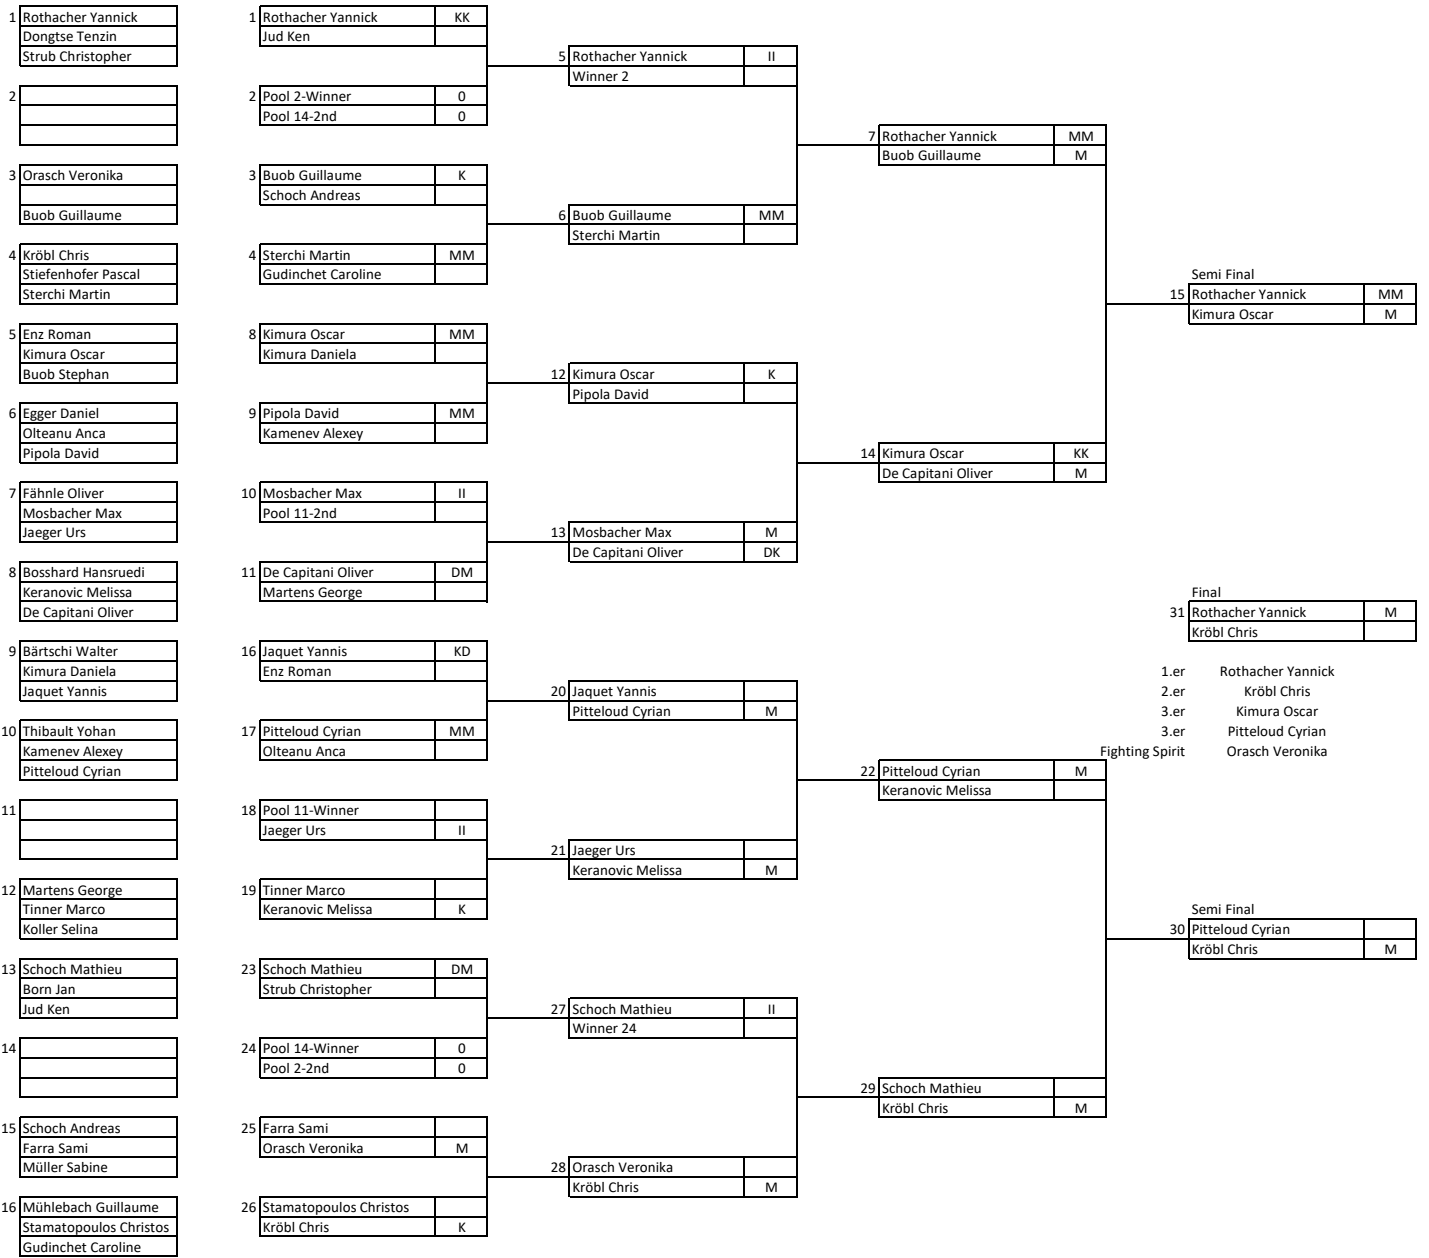 1 Rothacher Yannick
Dongtse Tenzin
Strub Christopher
2
3 Orasch Veronika
Buob Guillaume
4 Kröbl Chris
Stiefenhofer Pascal
Sterchi Martin
5 Enz Roman
Kimura Oscar
Buob Stephan
6 Egger Daniel
Olteanu Anca
Pipola David
7 Fähnle Oliver
Mosbacher Max
Jaeger Urs
8 Bosshard Hansruedi
Keranovic Melissa
De Capitani Oliver
9 Bärtschi Walter
Kimura Daniela
Jaquet Yannis
10 Thibault Yohan
Kamenev Alexey
Pitteloud Cyrian
11
12 Martens George
Tinner Marco
Koller Selina
13 Schoch Mathieu
Born Jan
Jud Ken
14
15 Schoch Andreas
Farra Sami
Müller Sabine
16 Mühlebach Guillaume
Stamatopoulos Christos
Gudinchet Caroline
1 Rothacher Yannick KK
Jud Ken
2 Pool 2-Winner 0
Pool 14-2nd 0
3 Buob Guillaume K
Schoch Andreas
4 Sterchi Martin MM
Gudinchet Caroline
8 Kimura Oscar MM
Kimura Daniela
9 Pipola David MM
Kamenev Alexey
10 Mosbacher Max II
Pool 11-2nd
11 De Capitani Oliver DM
Martens George
16 Jaquet Yannis KD
Enz Roman
17 Pitteloud Cyrian MM
Olteanu Anca
18 Pool 11-Winner
Jaeger Urs II
19 Tinner Marco
Keranovic Melissa K
23 Schoch Mathieu DM
Strub Christopher
24 Pool 14-Winner 0
Pool 2-2nd 0
25 Farra Sami
Orasch Veronika M
26 Stamatopoulos Christos
Kröbl Chris K
5 Rothacher Yannick II
Winner 2
6 Buob Guillaume MM
Sterchi Martin
12 Kimura Oscar K
Pipola David
13 Mosbacher Max M
De Capitani Oliver DK
20 Jaquet Yannis
Pitteloud Cyrian M
21 Jaeger Urs
Keranovic Melissa M
27 Schoch Mathieu II
Winner 24
28 Orasch Veronika
Kröbl Chris M
7 Rothacher Yannick MM
Buob Guillaume M
14 Kimura Oscar KK
De Capitani Oliver M
22 Pitteloud Cyrian M
Keranovic Melissa
29 Schoch Mathieu
Kröbl Chris M
Semi Final
15 Rothacher Yannick MM
Kimura Oscar M
Final
31 Rothacher Yannick M
Kröbl Chris
1.er Rothacher Yannick
2.er Kröbl Chris
3.er Kimura Oscar
3.er Pitteloud Cyrian
Fighting Spirit Orasch Veronika
Semi Final
30 Pitteloud Cyrian
Kröbl Chris M